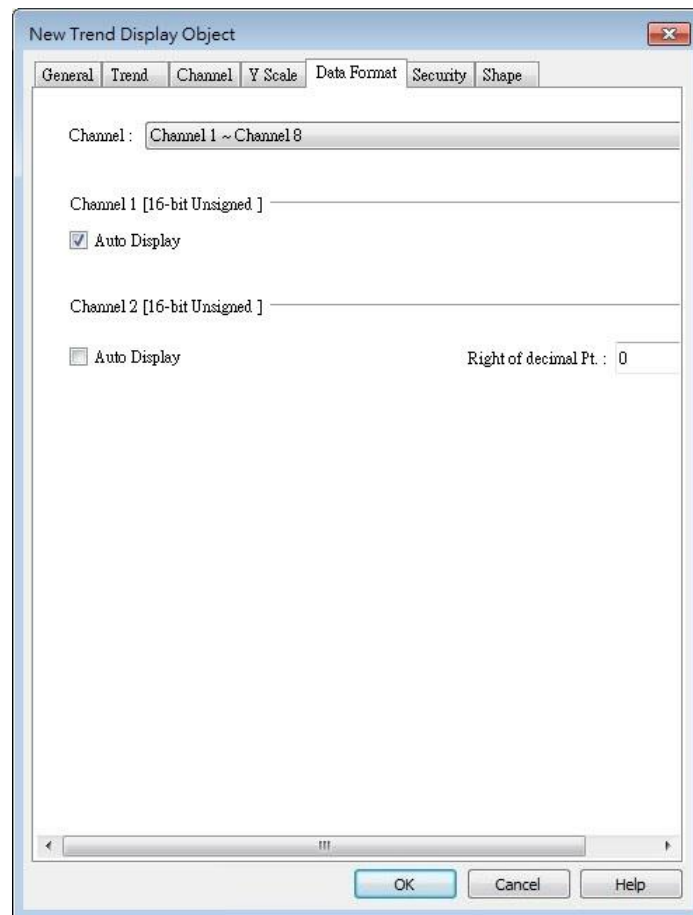 New Trend Display Object
General Trend Channel Y Scale Data Format Security Shape
Channel : Channel 1 ~ Channel 8
Channel 1 [16-bit Unsigned ]
Auto Display
Channel 2 [16-bit Unsigned ]
Auto Display Right of decimal Pt. : 0
OK Cancel Help